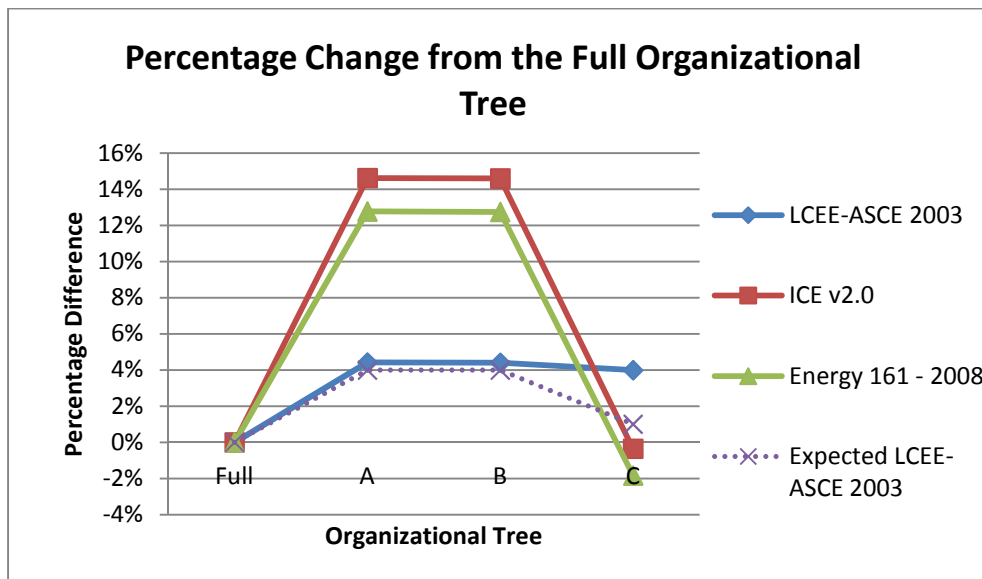 Percentage Change from the Full Organizational
Tree
16%
14%
12%
10%
8%
6%
4%
2%
0%
-2%
-4%
Percentage Difference
Full
A
B
C
Organizational Tree
LCEE-ASCE 2003
ICE v2.0
Energy 161 - 2008
Expected LCEE-
ASCE 2003